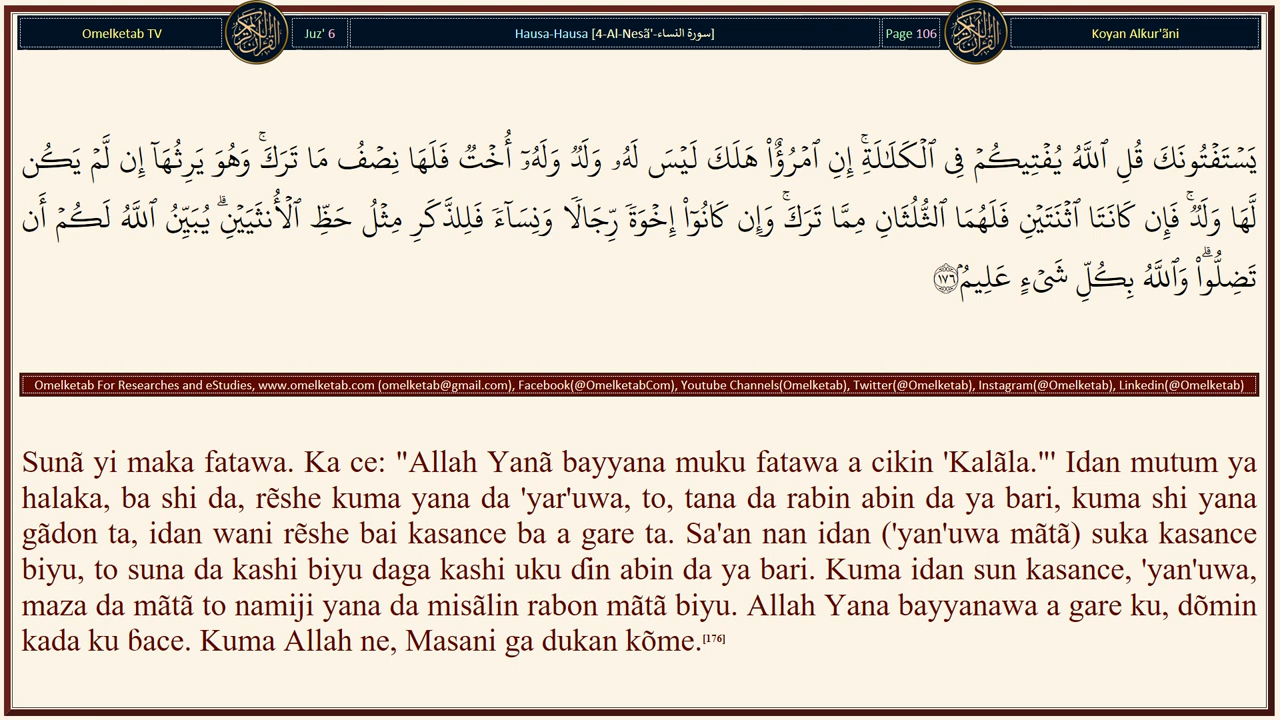 Omelketab TV
Juz' 6
Hausa-Hausa [4-Al-Nesã'-سورة النساء]
Page 106
Koyan Alƙur'ãni
يَسۡتَفۡتُونَكَ قُلِ ٱللَّهُ يُفۡتِيكُمۡ فِى ٱلۡكَلَـٰلَةِۚ إِنِ ٱمۡرُؤٌاْ هَلَكَ لَيۡسَ لَهُۥ وَلَدٌ وَلَهُۥٓ أُخۡتٌ فَلَهَا نِصۡفُ مَا تَرَكَۚ وَهُوَ يَرِثُهَآ إِن لَّمۡ يَكُن
لَّهَا وَلَدٌۚ فَإِن كَانَتَا ٱثۡنَتَيۡنِ فَلَهُمَا ٱلثُّلُثَانِ مِمَّا تَرَكَۚ وَإِن كَانُوٓاْ إِخۡوَةً رِّجَالًا وَنِسَآءً فَلِلذَّكَرِ مِثۡلُ حَظِّ ٱلۡأُنثَيَيۡنِۗ يُبَيِّنُ ٱللَّهُ لَكُمۡ أَن
تَضِلُّواْۗ وَٱللَّهُ بِكُلِّ شَىۡءٍ عَلِيمٌۢ ١٧٦
Omelketab For Researches and eStudies, www.omelketab.com (omelketab@gmail.com), Facebook(@OmelketabCom), Youtube Channels(Omelketab), Twitter(@Omelketab), Instagram(@Omelketab), Linkedin(@Omelketab)
Sunã yi maka fatawa. Ka ce: "Allah Yanã bayyana muku fatawa a cikin 'Kalãla."' Idan mutum ya
halaka, ba shi da, rẽshe kuma yana da 'yar'uwa, to, tana da rabin abin da ya bari, kuma shi yana
gãdon ta, idan wani rẽshe bai kasance ba a gare ta. Sa'an nan idan ('yan'uwa mãtã) suka kasance
biyu, to suna da kashi biyu daga kashi uku ɗin abin da ya bari. Kuma idan sun kasance, 'yan'uwa,
maza da mãtã to namiji yana da misãlin rabon mãtã biyu. Allah Yana bayyanawa a gare ku, dõmin
kada ku ɓace. Kuma Allah ne, Masani ga dukan kõme.[176]